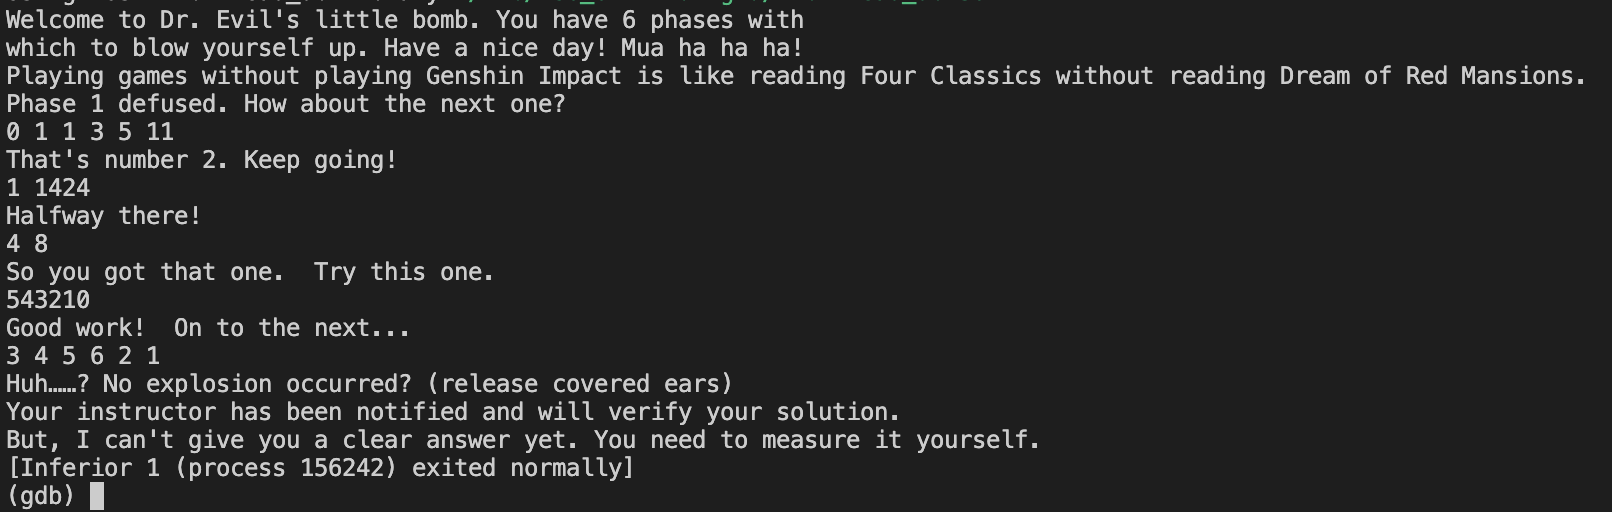 Welcome to Dr. Evil's little bomb. You have 6 phases with
which to blow yourself up. Have a nice day! Mua ha ha ha!
Playing games without playing Genshin Impact is like reading Four Classics without reading Dream of Red Mansions.
Phase 1 defused. How about the next one?
0 1 1 3 5 11
That's number 2. Keep going!
1 1424
Halfway there!
4 8
So you got that one.  Try this one.
543210
Good work!  On to the next...
3 4 5 6 2 1
Huh……? No explosion occurred? (release covered ears)
Your instructor has been notified and will verify your solution.
But, I can't give you a clear answer yet. You need to measure it yourself.
[Inferior 1 (process 156242) exited normally]
(gdb)